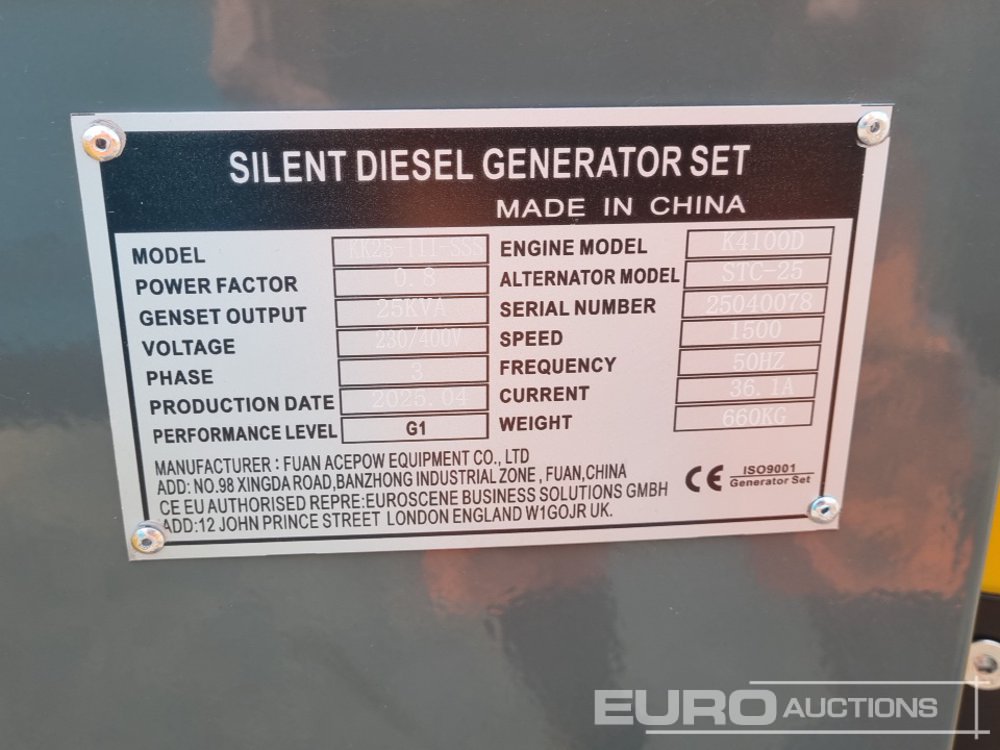 SILENT DIESEL GENERATOR SET
MADE IN CHINA
MODEL KK25-III-SSS
POWER FACTOR 0.8
GENSET OUTPUT 25KVA
VOLTAGE 230/400V
PHASE 3
PRODUCTION DATE 2025.04
PERFORMANCE LEVEL G1
ENGINE MODEL K4100D
ALTERNATOR MODEL STC-25
SERIAL NUMBER 25040078
SPEED 1500
FREQUENCY 50HZ
CURRENT 36.1A
WEIGHT 660KG
MANUFACTURER : FUAN ACEPOW EQUIPMENT CO., LTD
ADD: NO.98 XINGDA ROAD,BANZHONG INDUSTRIAL ZONE , FUAN,CHINA
CE EU AUTHORISED REPRE:EUROSCENE BUSINESS SOLUTIONS GMBH
ADD:12 JOHN PRINCE STREET LONDON ENGLAND W1GOJR UK.
CE
ISO9001
Generator Set
EURO AUCTIONS